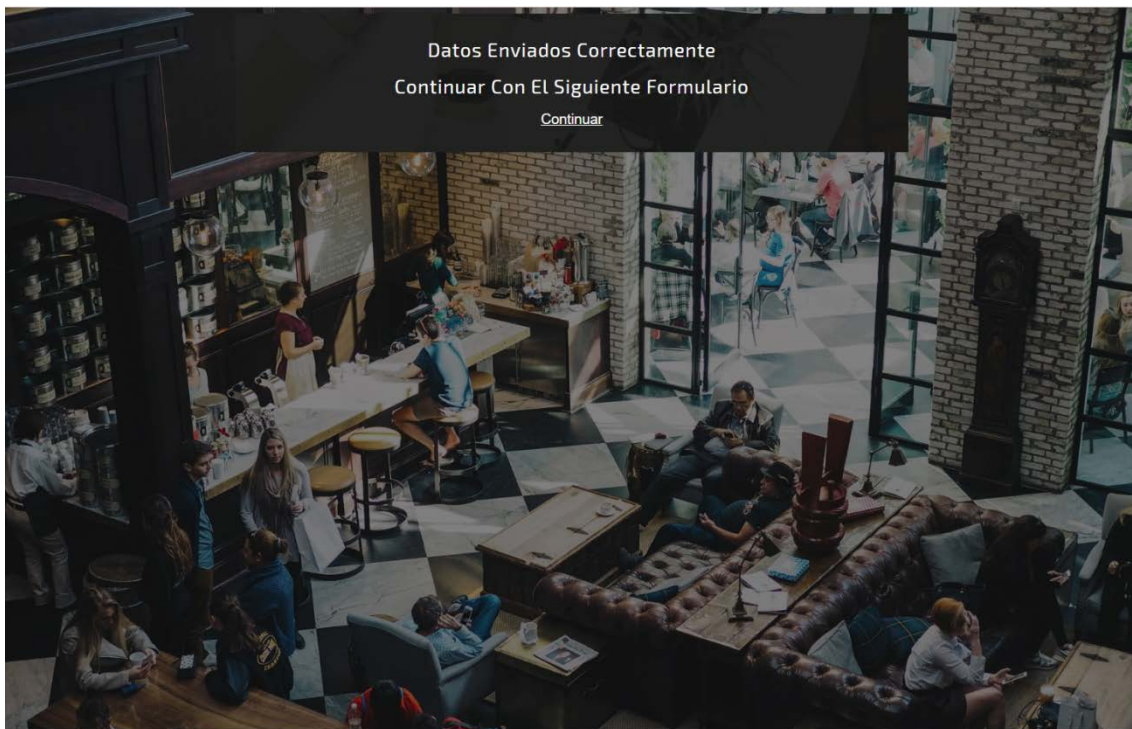 Datos Enviados Correctamente
Continuar Con El Siguiente Formulario
Continuar